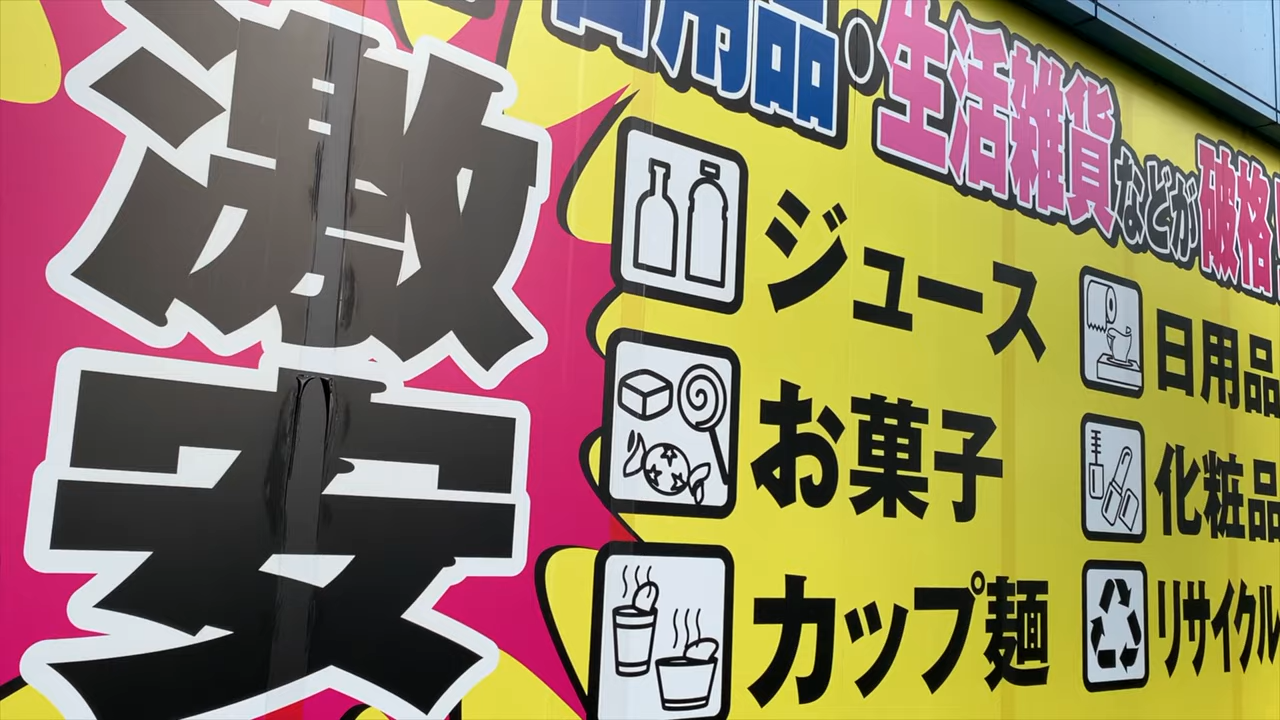 激安
日用品・生活雑貨などが破格
ジュース
お菓子
カップ麺
日用品
化粧品
リサイクル